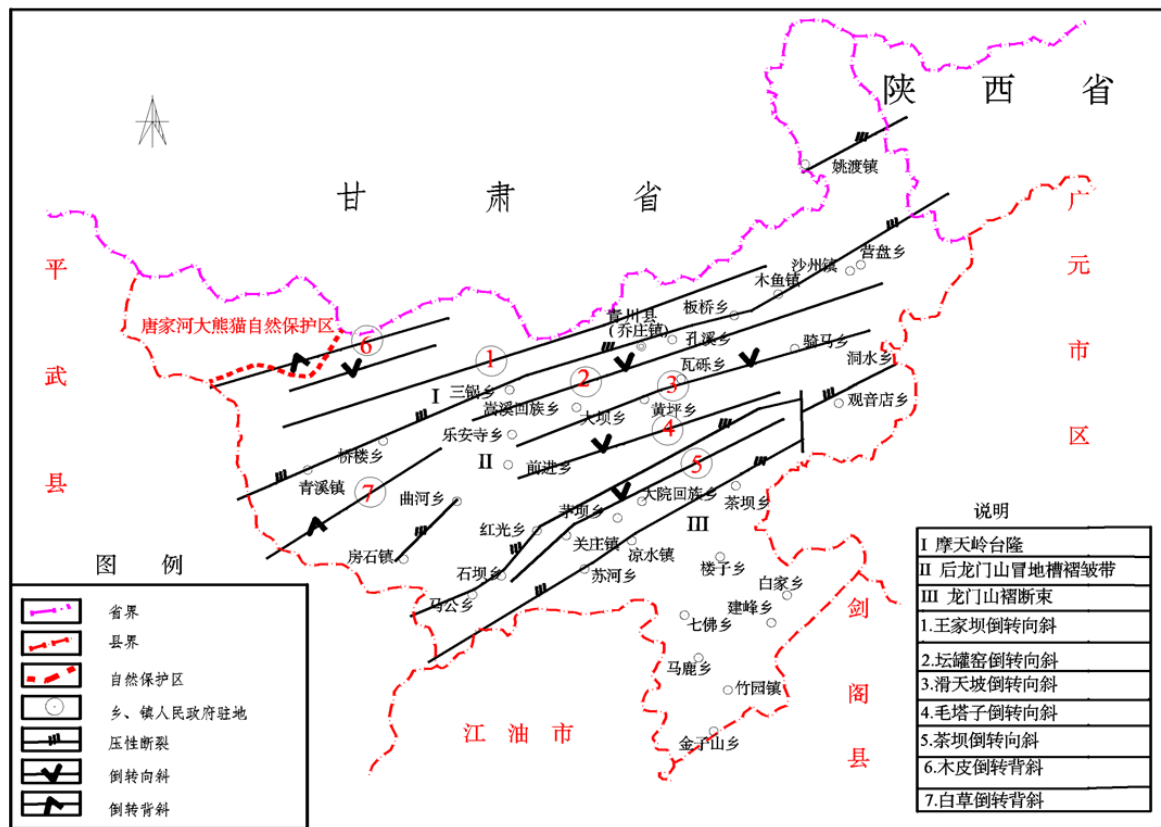 陕西省
姚渡镇
甘肃省
广元市区
营盘乡
沙州镇
木鱼镇
平武县
唐家河大熊猫自然保护区
板桥乡
青川县
(乔庄镇)
孔溪乡
骑马乡
洞水乡
6
1
瓦砾乡
三锅乡
I
2
3
蒿溪回族乡
大坝乡
黄坪乡
观音店乡
4
乐安寺乡
桥楼乡
II
前进乡
5
青溪镇
7
曲河乡
大院回族乡
茶坝乡
茅坝乡
III
红光乡
关庄镇
凉水镇
房石镇
石坝乡
苏河乡
楼子乡
白家乡
马公乡
建峰乡
七佛乡
剑阁县
马鹿乡
竹园镇
江油市
金子山乡
图例
省界
县界
自然保护区
乡、镇人民政府驻地
压性断裂
倒转向斜
倒转背斜
说明
I 摩天岭台隆
II 后龙门山冒地槽褶皱带
III 龙门山褶断束
1.王家坝倒转向斜
2.坛罐窑倒转向斜
3.滑天坡倒转向斜
4.毛塔子倒转向斜
5.茶坝倒转向斜
6.木皮倒转背斜
7.白草倒转背斜